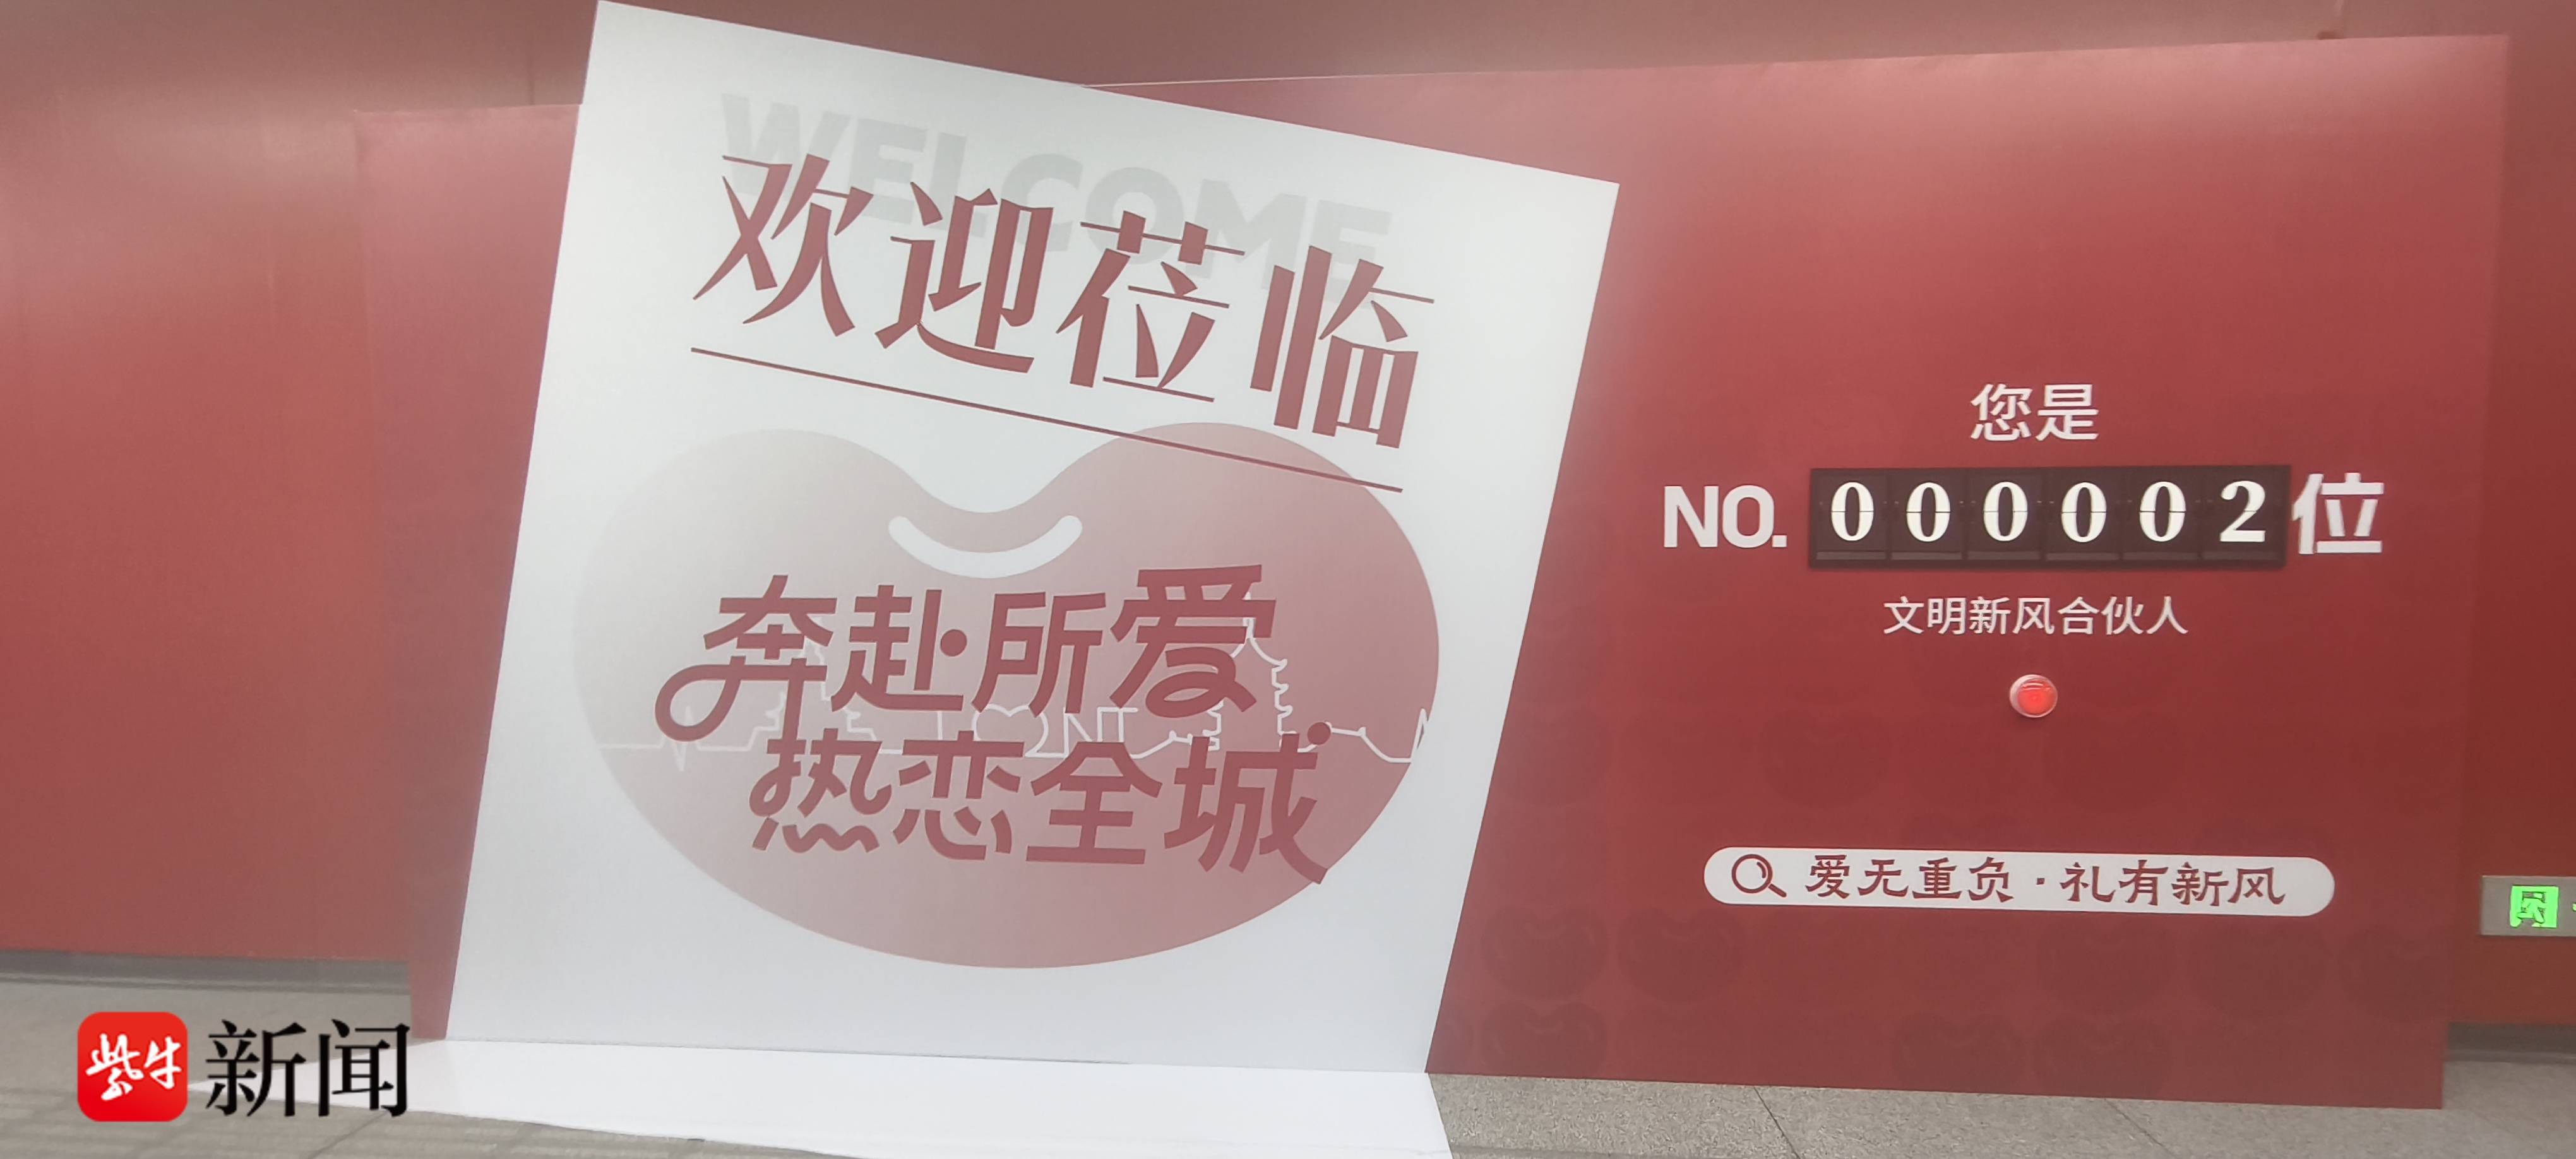 WELCOME
欢迎莅临
奔赴所爱
热恋全城
您是
NO. 000002位
文明新风合伙人
爱无重负·礼有新风
紫牛新闻